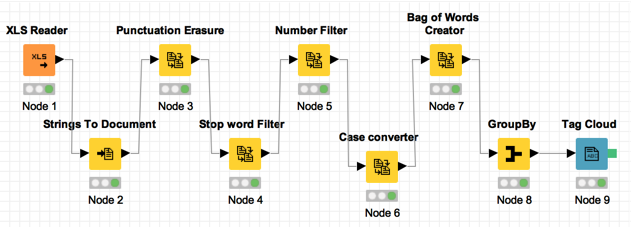 XLS Reader
XLS
Node 1
Strings To Document
Node 2
Punctuation Erasure
Node 3
Stop word Filter
Node 4
Number Filter
Node 5
Case converter
Node 6
Bag of Words
Creator
Node 7
GroupBy
Node 8
Tag Cloud
ABC
Node 9